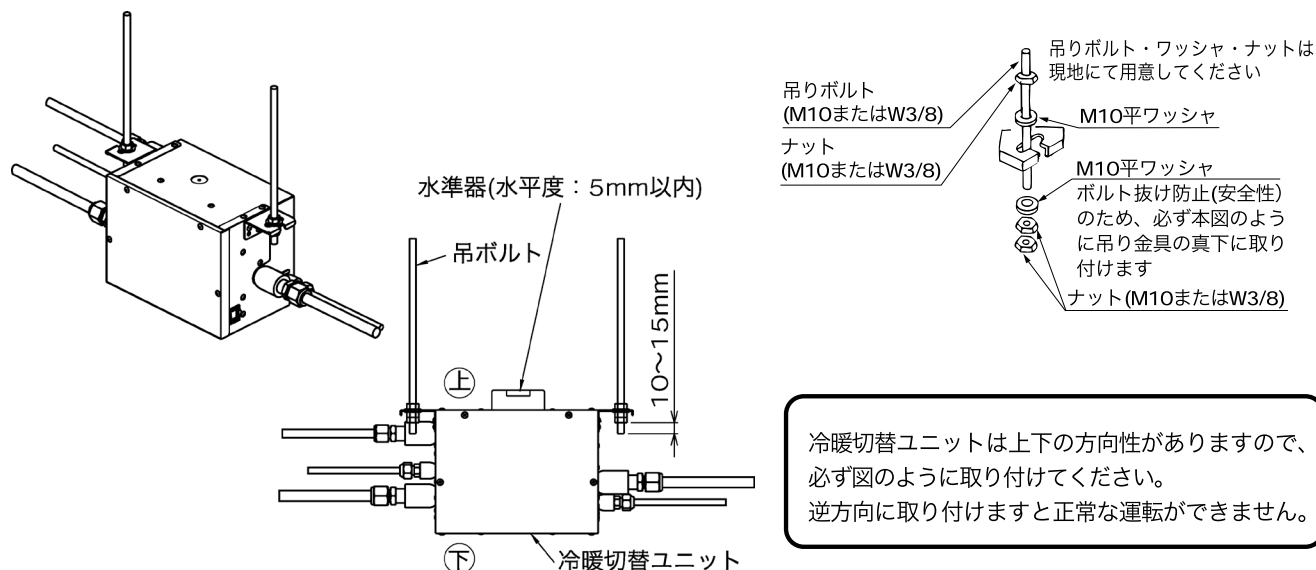 水準器(水平度：5mm以内)
吊ボルト
10〜15mm
上
下
冷暖切替ユニット
吊りボルト・ワッシャ・ナットは
現地にて用意してください
吊りボルト
(M10またはW3/8)
ナット
(M10またはW3/8)
M10平ワッシャ
M10平ワッシャ
ボルト抜け防止(安全性)
のため、必ず本図のよう
に吊り金具の真下に取り
付けます
ナット(M10またはW3/8)
冷暖切替ユニットは上下の方向性がありますので、
必ず図のように取り付けてください。
逆方向に取り付けますと正常な運転ができません。